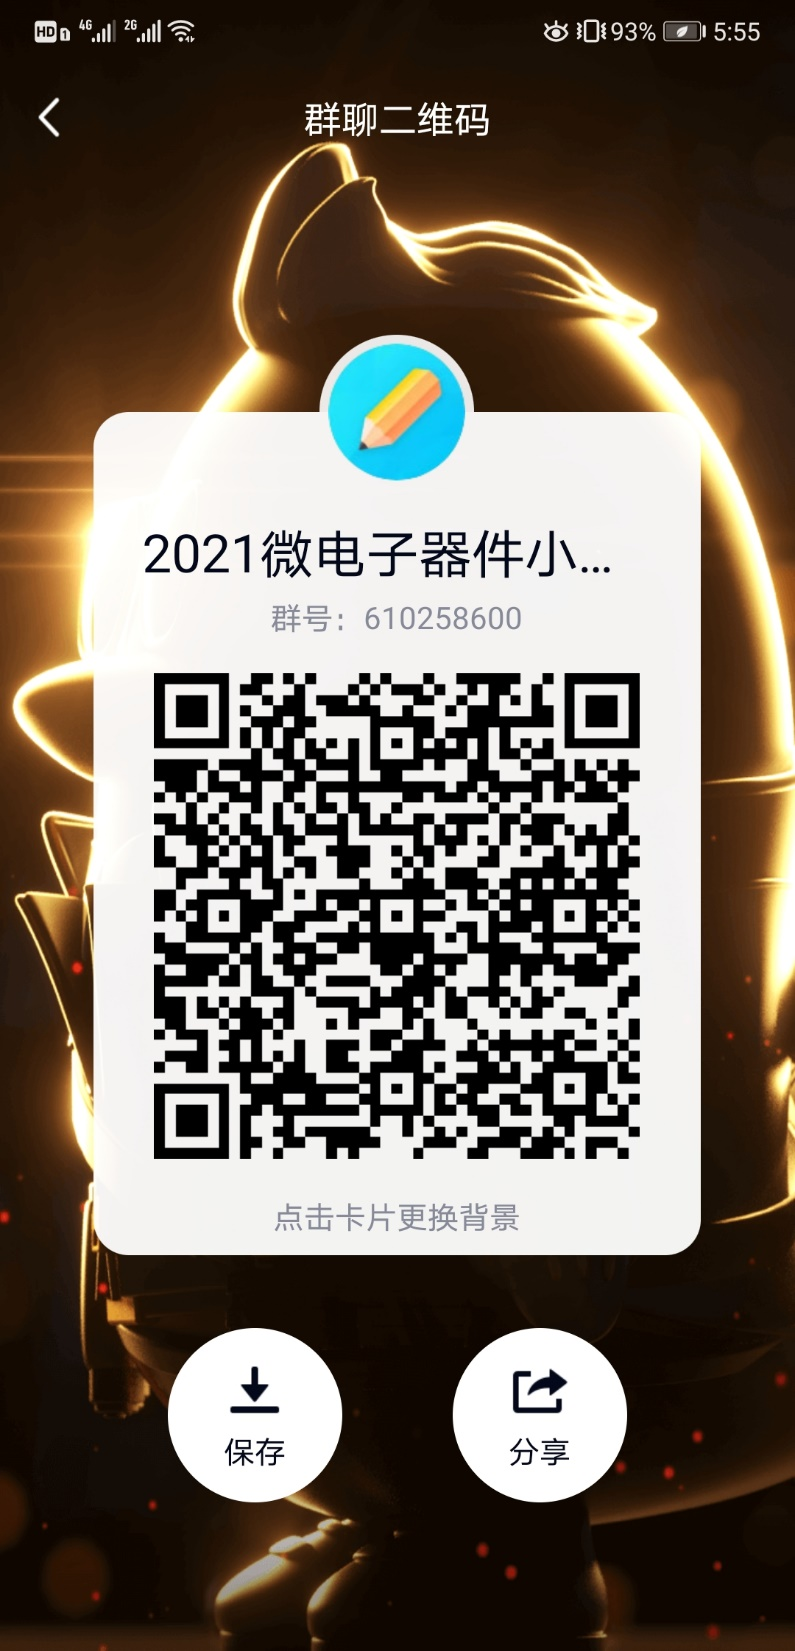 HD 1 4G 2G 93% 5:55
群聊二维码
2021微电子器件小...
群号：610258600
点击卡片更换背景
保存 分享